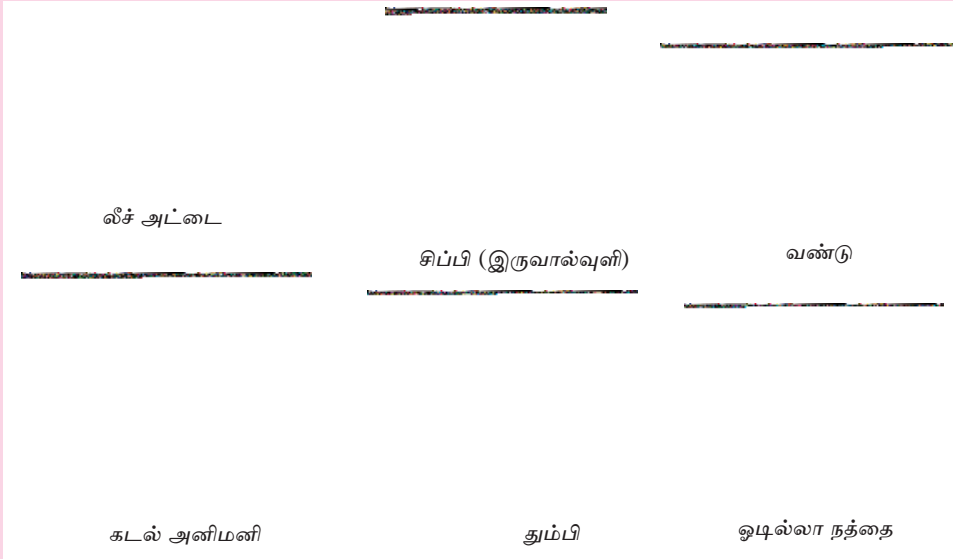 லீச் அட்டை
சிப்பி (இருவால்வுளி)
வண்டு
கடல் அனிமனி
தும்பி
ஓடில்லா நத்தை